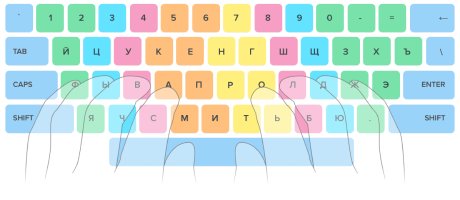 ` 1 2 3 4 5 6 7 8 9 0 - = ←
TAB Й Ц У К Е Н Г Ш Щ З Х Ъ \
CAPS Ф Ы В А П Р О Л Д Ж Э ENTER
SHIFT Я Ч С М И Т Ь Б Ю . SHIFT